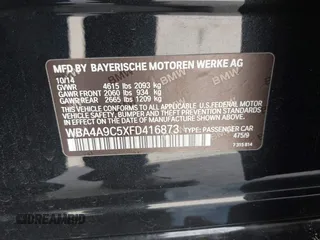 MFD BY BAYERISCHE MOTOREN WERKE AG
10/14
GVWR 4615 lbs 2093 kg
GAWR FRONT 2060 lbs 934 kg
GAWR REAR 2665 lbs 1209 kg
THIS VEHICLE CONFORMS TO ALL APPLICABLE U.S. FEDERAL MOTOR
VEHICLE SAFETY, BUMPER, AND THEFT PREVENTION STANDARDS
IN EFFECT ON THE DATE OF MANUFACTURE SHOWN ABOVE.
WBA4A9C5XFD416873 TYPE: PASSENGER CAR
475/9
7 205 814
DREAMBID